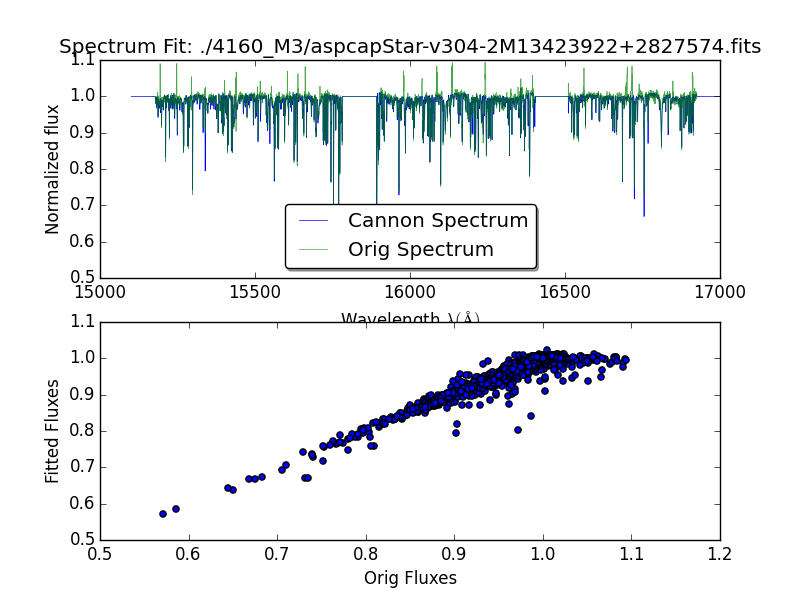 Spectrum Fit: ./4160_M3/aspcapStar-v304-2M13423922+2827574.fits
1.1
1.0
0.9
0.8
0.7
0.6
0.5
Normalized flux
Cannon Spectrum
Orig Spectrum
15000 15500 16000 16500 17000
Wavelength λ(Å)
1.1
1.0
0.9
0.8
0.7
0.6
0.5
Fitted Fluxes
0.5 0.6 0.7 0.8 0.9 1.0 1.1 1.2
Orig Fluxes